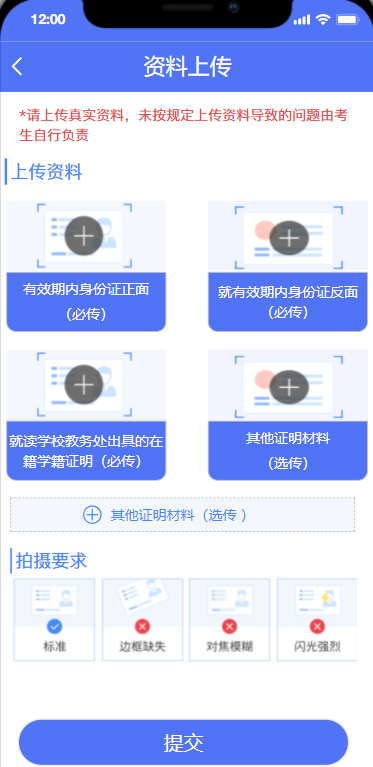 12:00
资料上传
*请上传真实资料，未按规定上传资料导致的问题由考
生自行负责
上传资料
有效期内身份证正面
（必传）
就有效期内身份证反面
（必传）
就读学校教务处出具的在
籍学籍证明（必传）
其他证明材料
（选传）
其他证明材料（选传 ）
拍摄要求
标准
边框缺失
对焦模糊
闪光强烈
提交